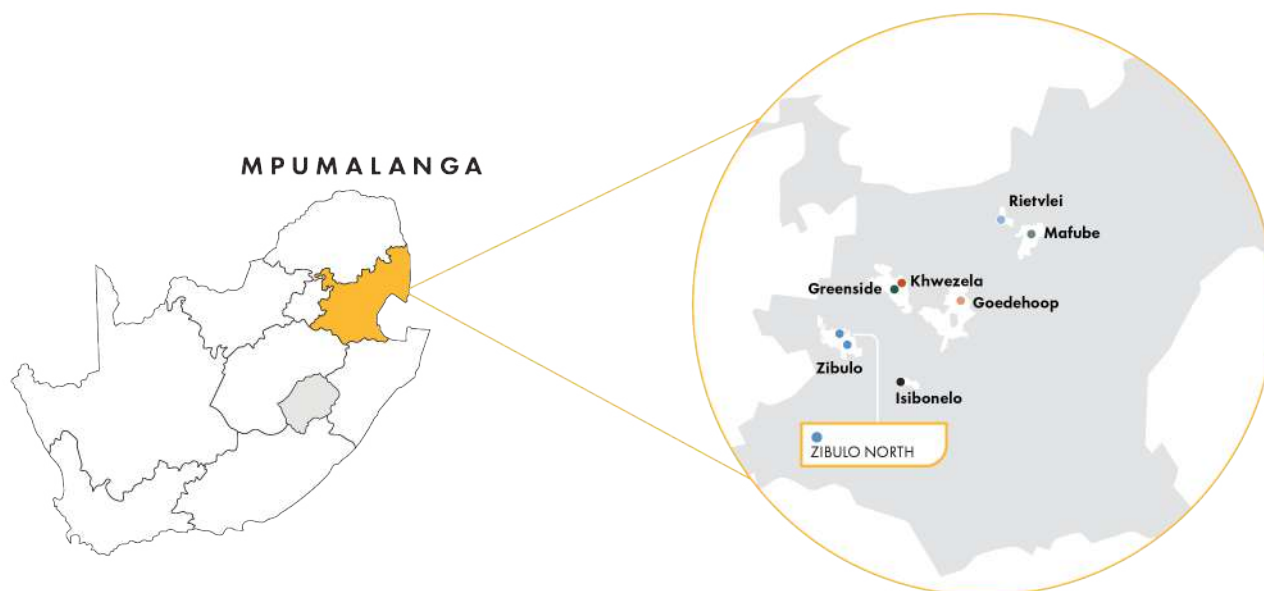 MPUMALANGA
Rietvlei
Mafube
Khwezela
Greenside
Goedehoop
Zibulo
Isibonelo
ZIBULO NORTH